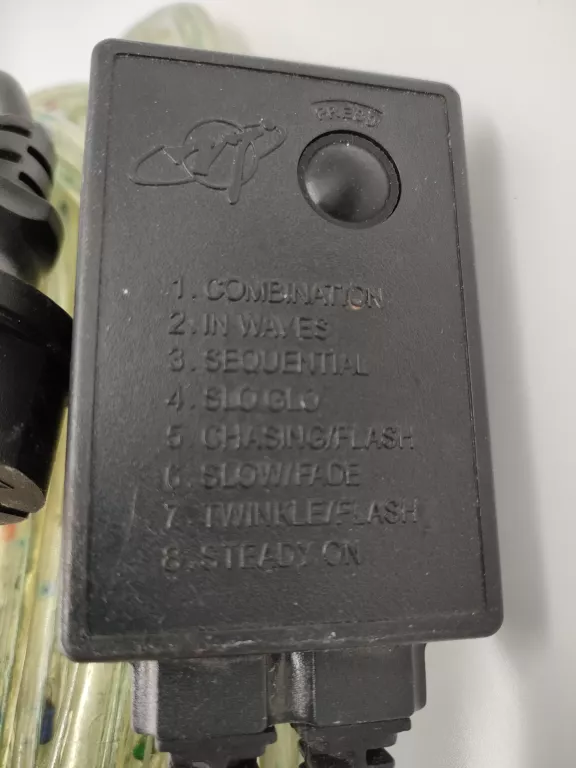 PRESS
1. COMBINATION
2. IN WAVES
3. SEQUENTIAL
4. SLO GLO
5. CHASING/FLASH
6. SLOW/FADE
7. TWINKLE/FLASH
8. STEADY ON